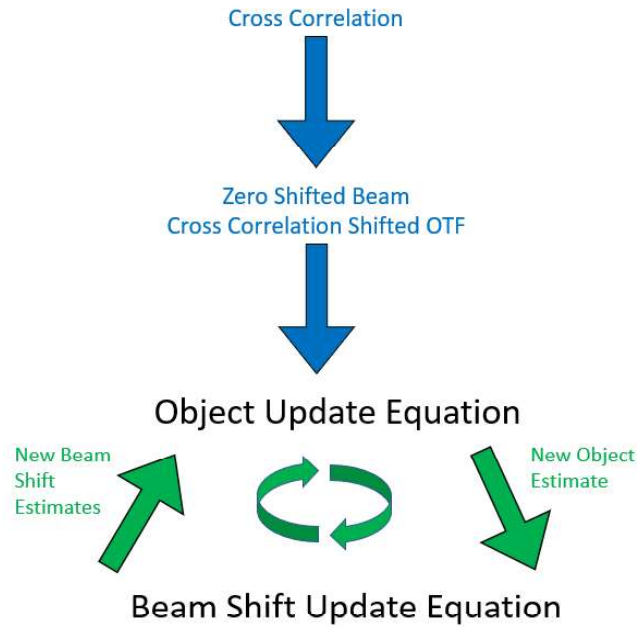 Cross Correlation
Zero Shifted Beam
Cross Correlation Shifted OTF
Object Update Equation
New Beam
Shift
Estimates
New Object
Estimate
Beam Shift Update Equation